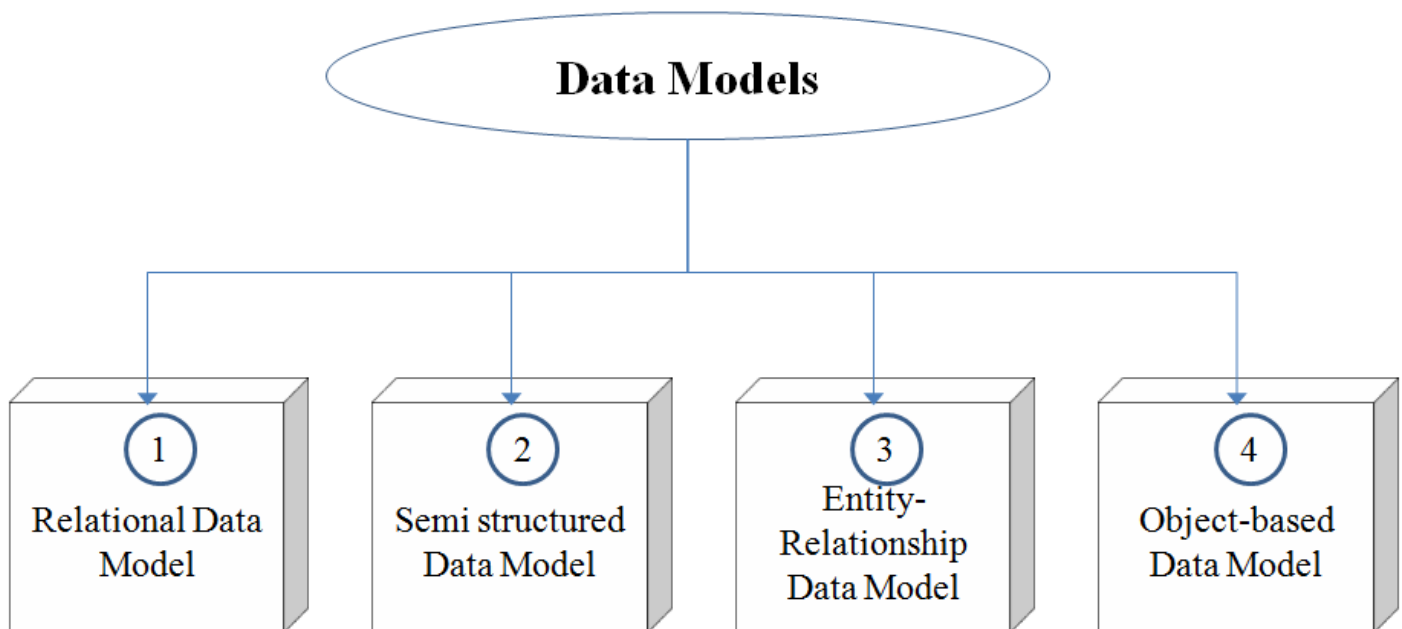 Data Models
1
Relational Data
Model
2
Semi structured
Data Model
3
Entity-
Relationship
Data Model
4
Object-based
Data Model